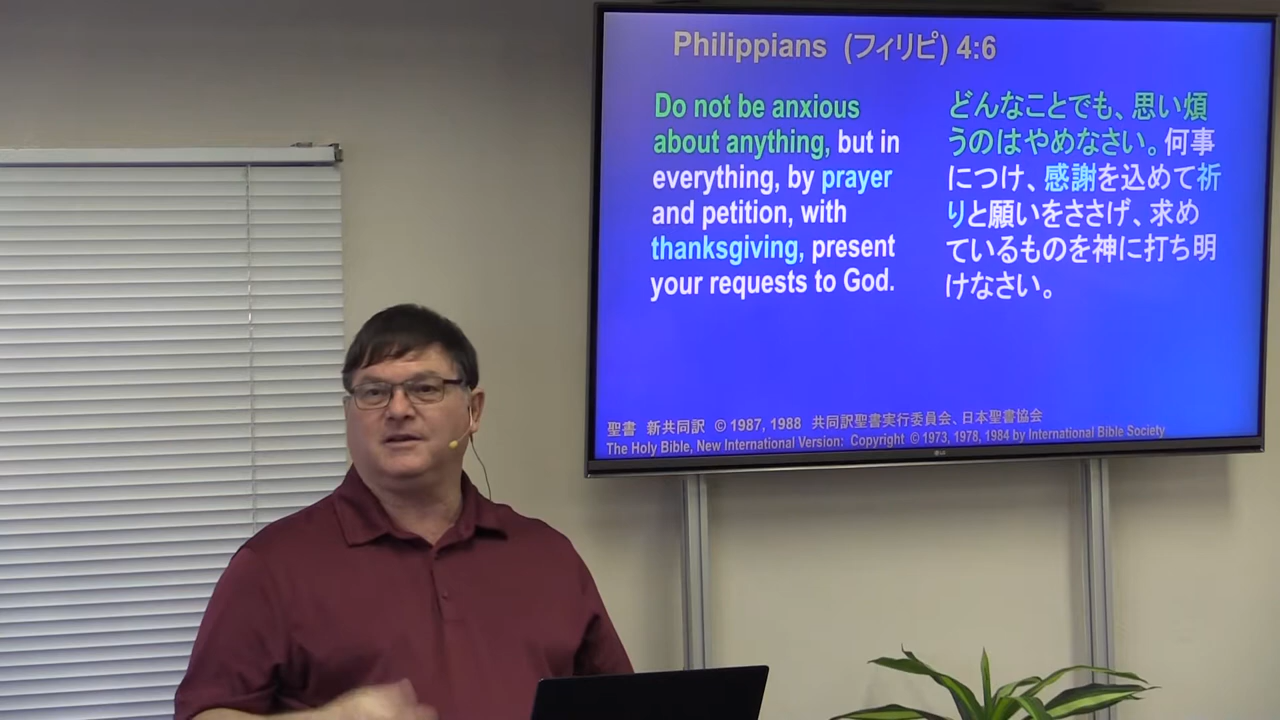 Philippians (フィリピ) 4:6
Do not be anxious
about anything, but in
everything, by prayer
and petition, with
thanksgiving, present
your requests to God.
どんなことでも、思い煩
うのはやめなさい。何事
につけ、感謝を込めて祈
りと願いをささげ、求め
ているものを神に打ち明
けなさい。
聖書 新共同訳 © 1987, 1988 共同訳聖書実行委員会、日本聖書協会
The Holy Bible, New International Version: Copyright © 1973, 1978, 1984 by International Bible Society
LG